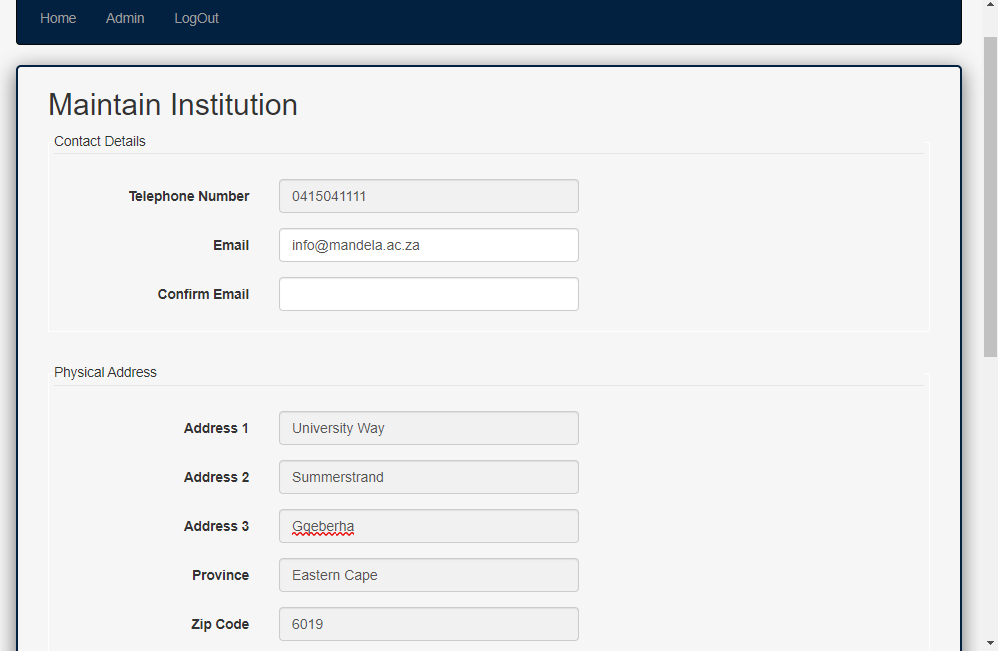 Home Admin LogOut
Maintain Institution
Contact Details
Telephone Number 0415041111
Email info@mandela.ac.za
Confirm Email
Physical Address
Address 1 University Way
Address 2 Summerstrand
Address 3 Gqeberha
Province Eastern Cape
Zip Code 6019